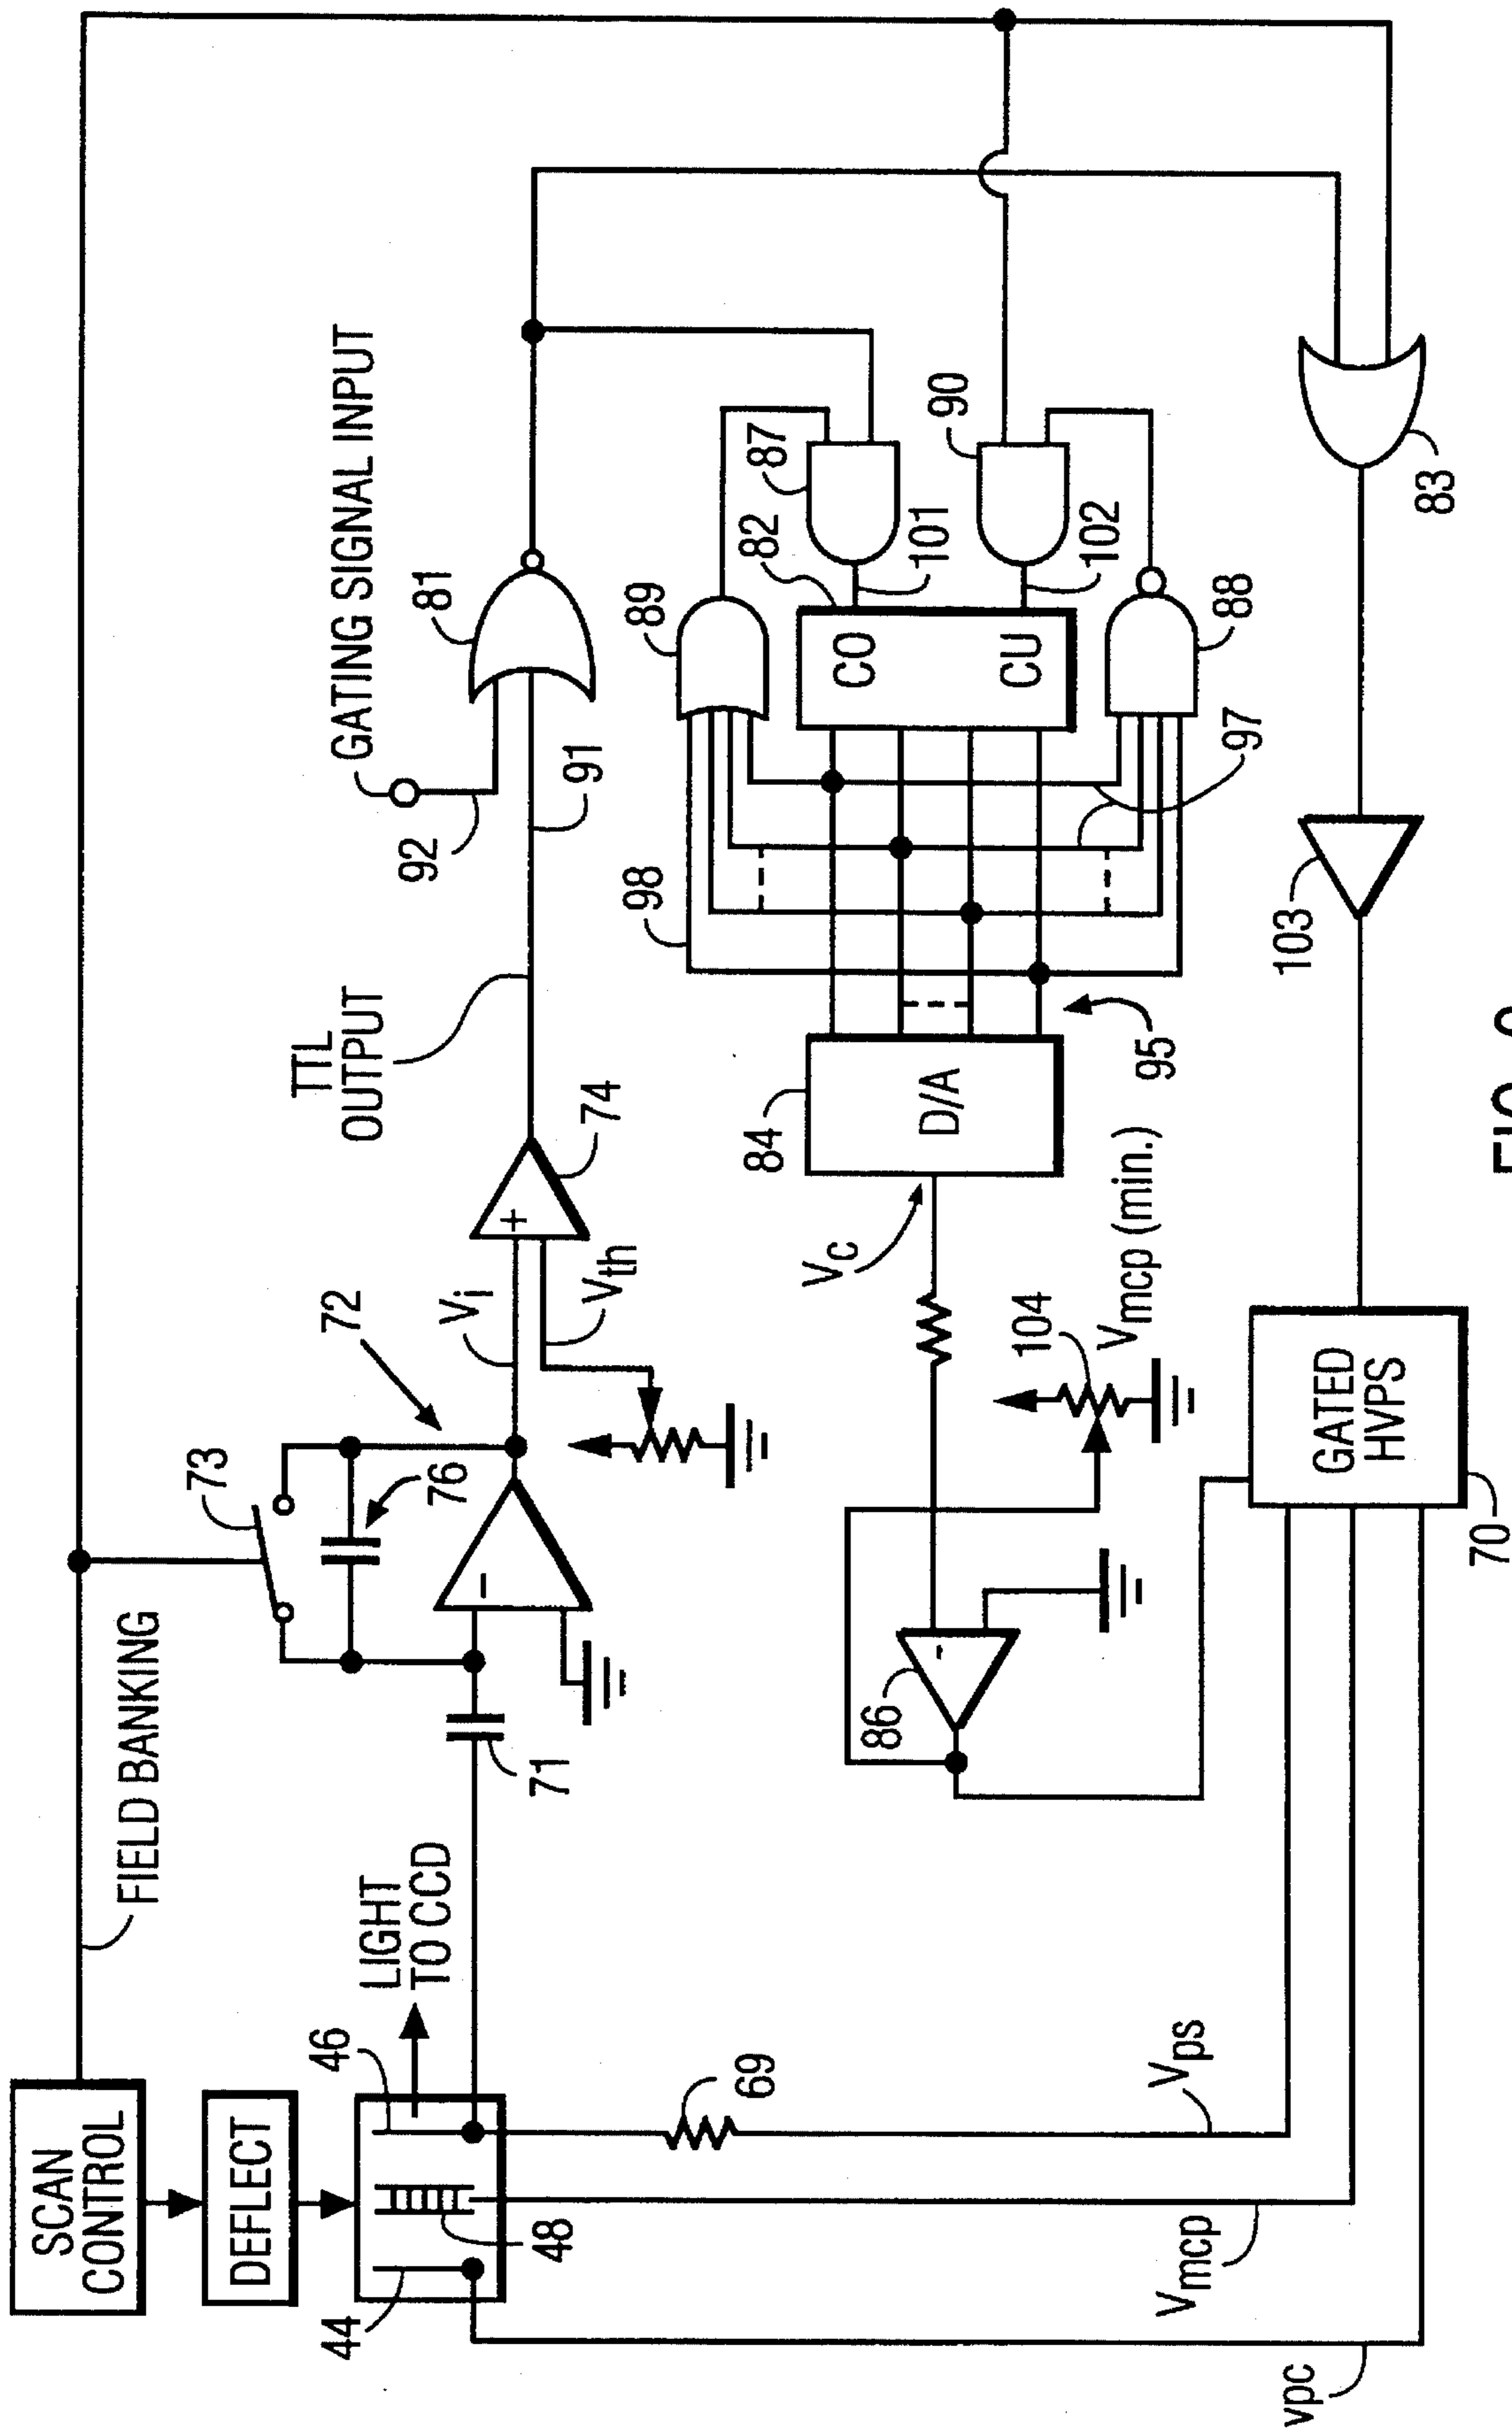 SCAN
CONTROL
DEFLECT
FIELD BANKING
44
46
48
LIGHT
TO CCD
69
71
73
76
72
Vi
Vth
74
TTL
OUTPUT
91
92
GATING SIGNAL INPUT
81
98
89
82
87
101
CO
CU
90
102
88
97
95
84
D/A
Vc
Vmcp (min.)
104
86
-
+
-
GATED
HVPS
70
103
83
Vps
Vmcp
Vpc